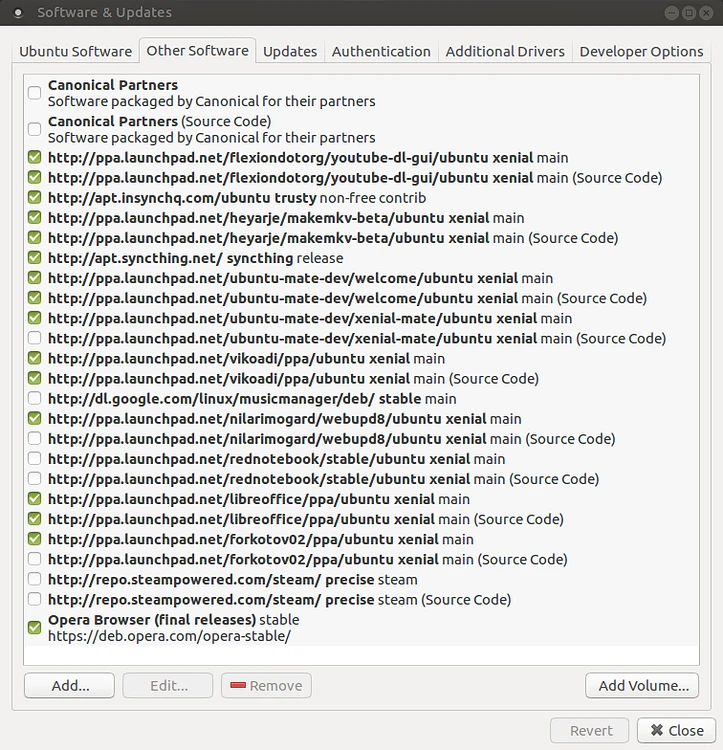 Software & Updates
Ubuntu Software Other Software Updates Authentication Additional Drivers Developer Options
Canonical Partners
Software packaged by Canonical for their partners
Canonical Partners (Source Code)
Software packaged by Canonical for their partners
http://ppa.launchpad.net/flexiondotorg/youtube-dl-gui/ubuntu xenial main
http://ppa.launchpad.net/flexiondotorg/youtube-dl-gui/ubuntu xenial main (Source Code)
http://apt.insynchq.com/ubuntu trusty non-free contrib
http://ppa.launchpad.net/heyarje/makemkv-beta/ubuntu xenial main
http://ppa.launchpad.net/heyarje/makemkv-beta/ubuntu xenial main (Source Code)
http://apt.syncthing.net/ syncthing release
http://ppa.launchpad.net/ubuntu-mate-dev/welcome/ubuntu xenial main
http://ppa.launchpad.net/ubuntu-mate-dev/welcome/ubuntu xenial main (Source Code)
http://ppa.launchpad.net/ubuntu-mate-dev/xenial-mate/ubuntu xenial main
http://ppa.launchpad.net/ubuntu-mate-dev/xenial-mate/ubuntu xenial main (Source Code)
http://ppa.launchpad.net/vikoadi/ppa/ubuntu xenial main
http://ppa.launchpad.net/vikoadi/ppa/ubuntu xenial main (Source Code)
http://dl.google.com/linux/musicmanager/deb/ stable main
http://ppa.launchpad.net/nilarimogard/webupd8/ubuntu xenial main
http://ppa.launchpad.net/nilarimogard/webupd8/ubuntu xenial main (Source Code)
http://ppa.launchpad.net/rednotebook/stable/ubuntu xenial main
http://ppa.launchpad.net/rednotebook/stable/ubuntu xenial main (Source Code)
http://ppa.launchpad.net/libreoffice/ppa/ubuntu xenial main
http://ppa.launchpad.net/libreoffice/ppa/ubuntu xenial main (Source Code)
http://ppa.launchpad.net/forkotov02/ppa/ubuntu xenial main
http://ppa.launchpad.net/forkotov02/ppa/ubuntu xenial main (Source Code)
http://repo.steampowered.com/steam/ precise steam
http://repo.steampowered.com/steam/ precise steam (Source Code)
Opera Browser (final releases) stable
https://deb.opera.com/opera-stable/
Add... Edit... Remove Add Volume...
Revert Close